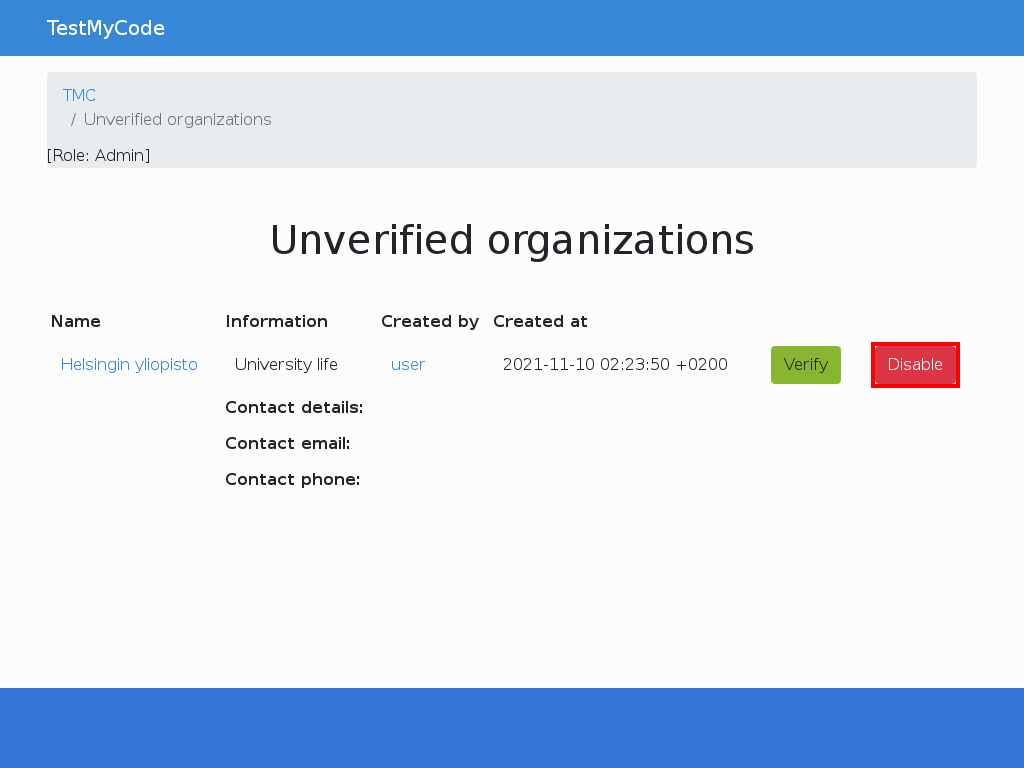 TestMyCode
TMC
/ Unverified organizations
[Role: Admin]
Unverified organizations
Name Information Created by Created at
Helsingin yliopisto University life user 2021-11-10 02:23:50 +0200 Verify Disable
Contact details:
Contact email:
Contact phone: